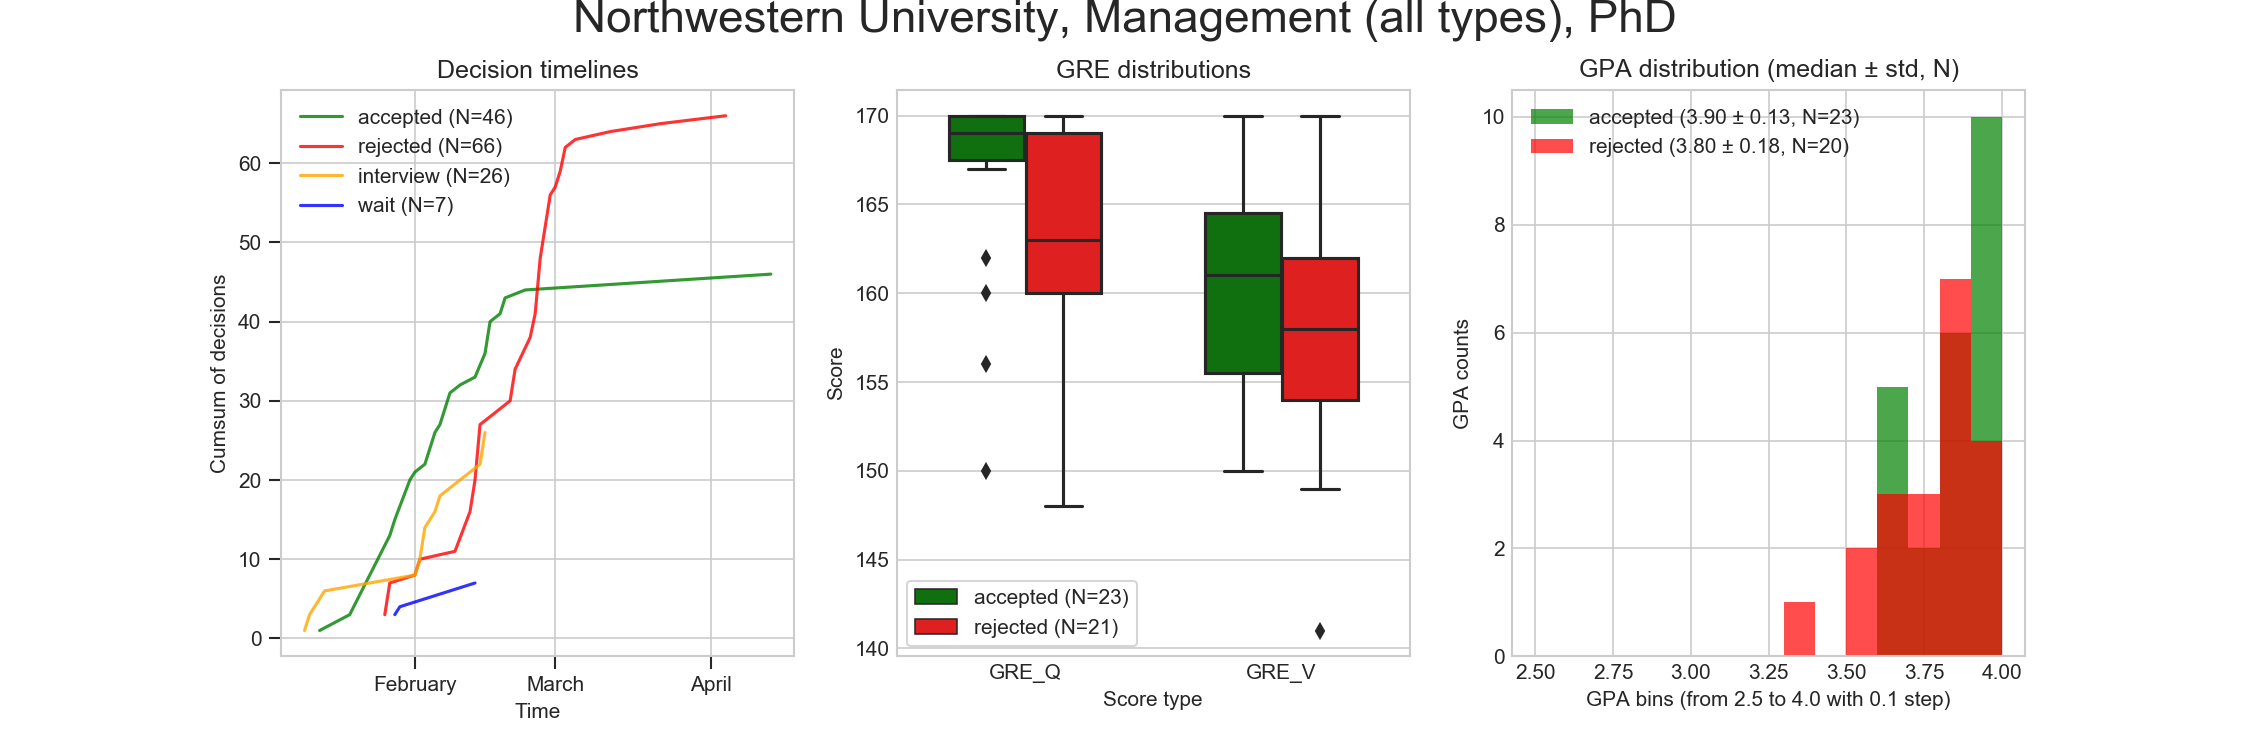 Northwestern University, Management (all types), PhD
Decision timelines
accepted (N=46)
rejected (N=66)
interview (N=26)
wait (N=7)
60
50
40
30
20
10
0
Cumsum of decisions
February March April
Time
GRE distributions
170
165
160
155
150
145
140
Score
accepted (N=23)
rejected (N=21)
GRE_Q GRE_V
Score type
GPA distribution (median ± std, N)
accepted (3.90 ± 0.13, N=23)
rejected (3.80 ± 0.18, N=20)
10
8
6
4
2
0
GPA counts
2.50 2.75 3.00 3.25 3.50 3.75 4.00
GPA bins (from 2.5 to 4.0 with 0.1 step)